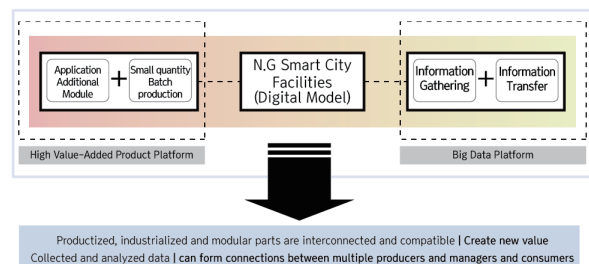 Application
Additional
Module
+
Small quantity
Batch
production
N.G Smart City
Facilities
(Digital Model)
Information
Gathering
+
Information
Transfer
High Value-Added Product Platform
Big Data Platform
Productized, industrialized and modular parts are interconnected and compatible | Create new value
Collected and analyzed data | can form connections between multiple producers and managers and consumers